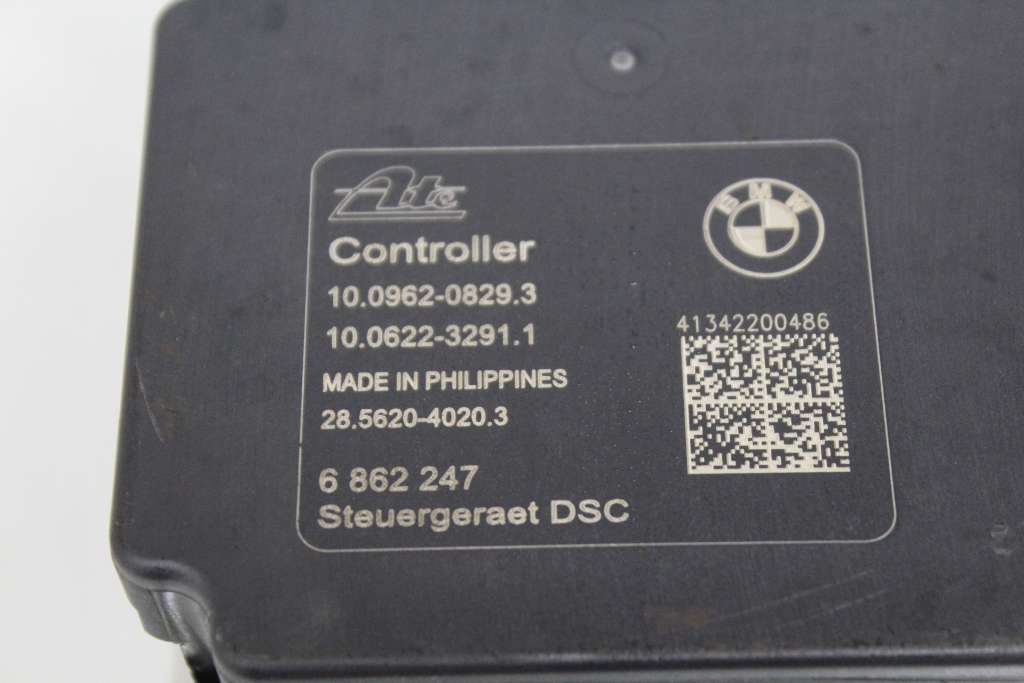 Ate
BMW
Controller
10.0962-0829.3
10.0622-3291.1
41342200486
MADE IN PHILIPPINES
28.5620-4020.3
6 862 247
Steuergeraet DSC